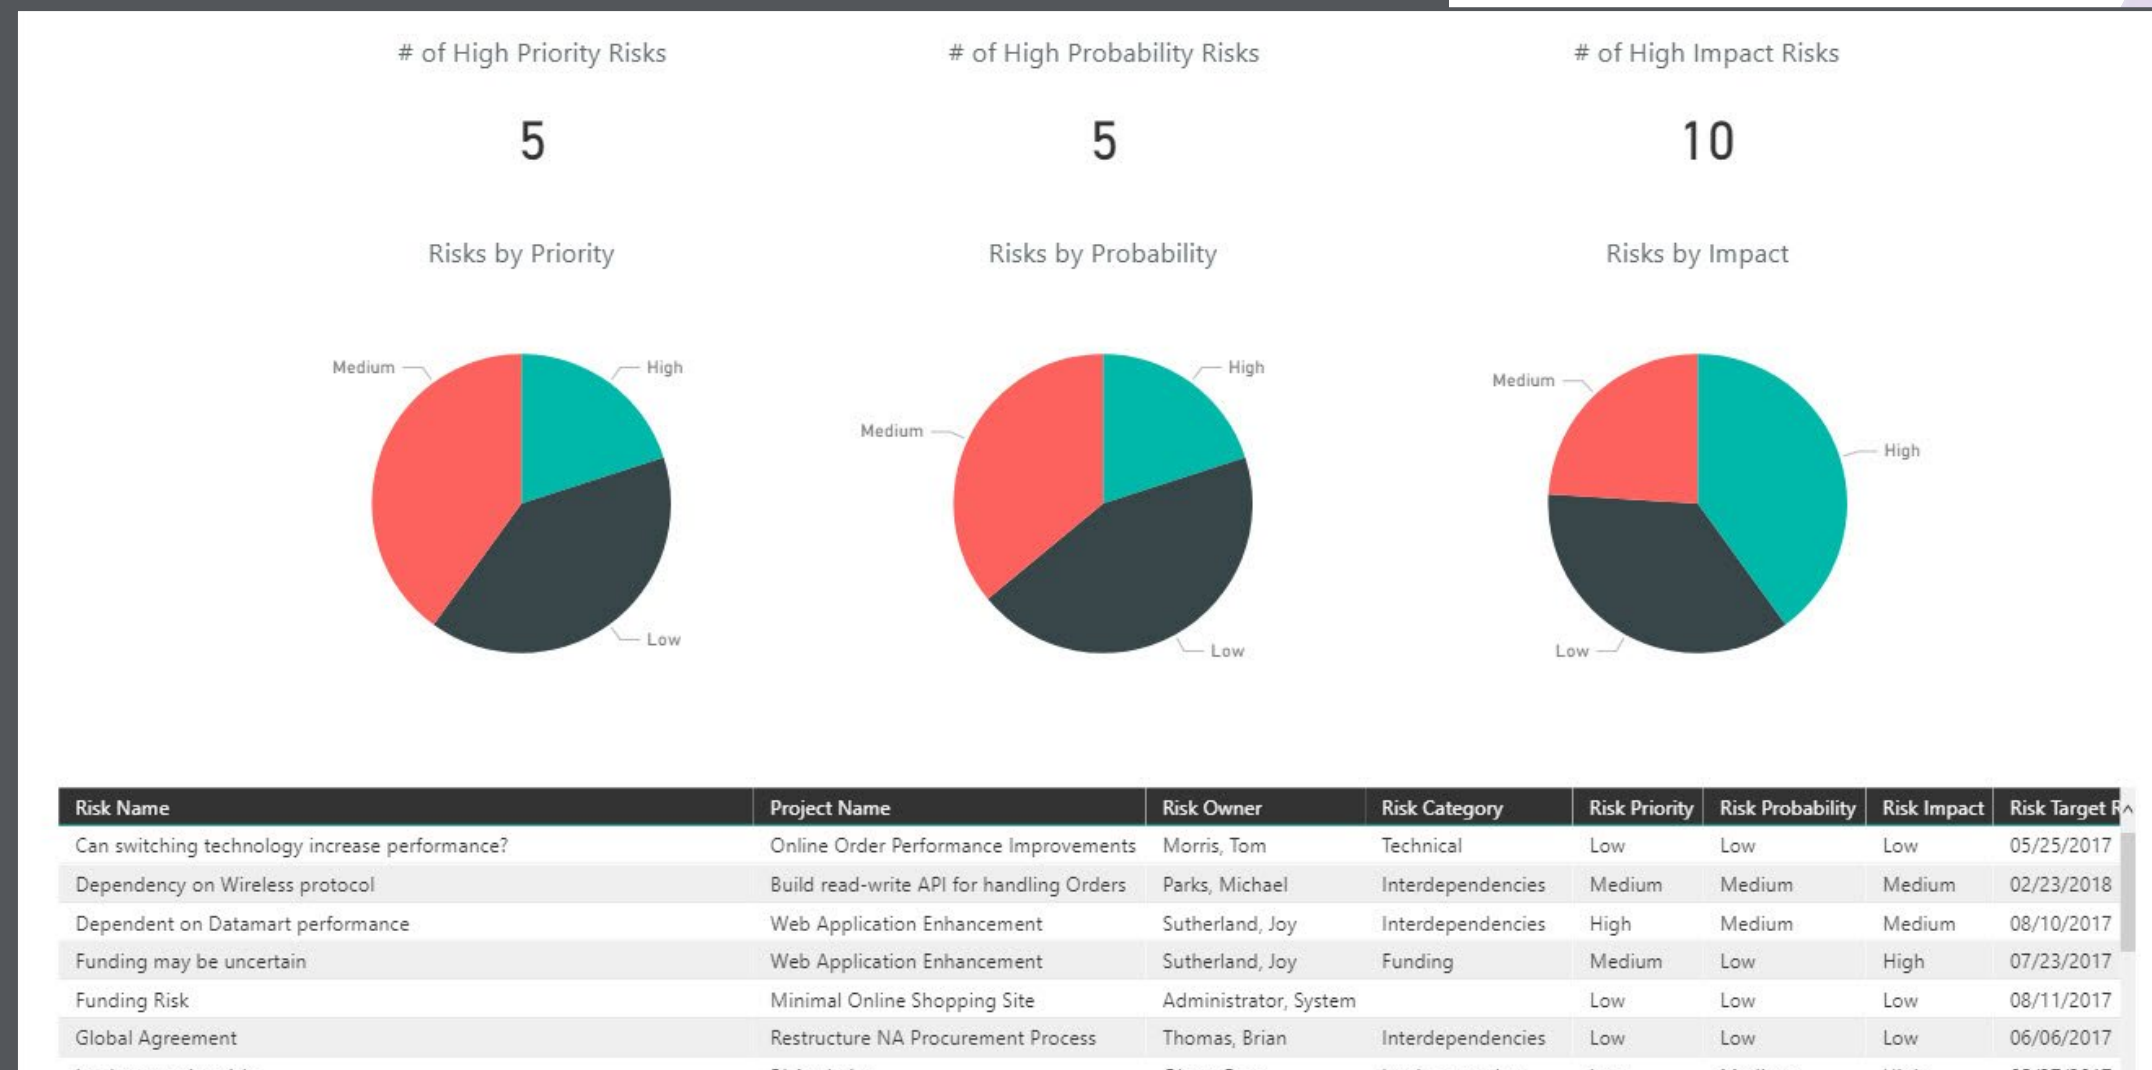 # of High Priority Risks # of High Probability Risks # of High Impact Risks
5 5 10
Risks by Priority Risks by Probability Risks by Impact
Medium High Low
Medium High Low
Medium High Low
Risk Name Project Name Risk Owner Risk Category Risk Priority Risk Probability Risk Impact Risk Target
Can switching technology increase performance? Online Order Performance Improvements Morris, Tom Technical Low Low Low 05/25/2017
Dependency on Wireless protocol Build read-write API for handling Orders Parks, Michael Interdependencies Medium Medium Medium 02/23/2018
Dependent on Datamart performance Web Application Enhancement Sutherland, Joy Interdependencies High Medium Medium 08/10/2017
Funding may be uncertain Web Application Enhancement Sutherland, Joy Funding Medium Low High 07/23/2017
Funding Risk Minimal Online Shopping Site Administrator, System Low Low Low 08/11/2017
Global Agreement Restructure NA Procurement Process Thomas, Brian Interdependencies Low Low Low 06/06/2017